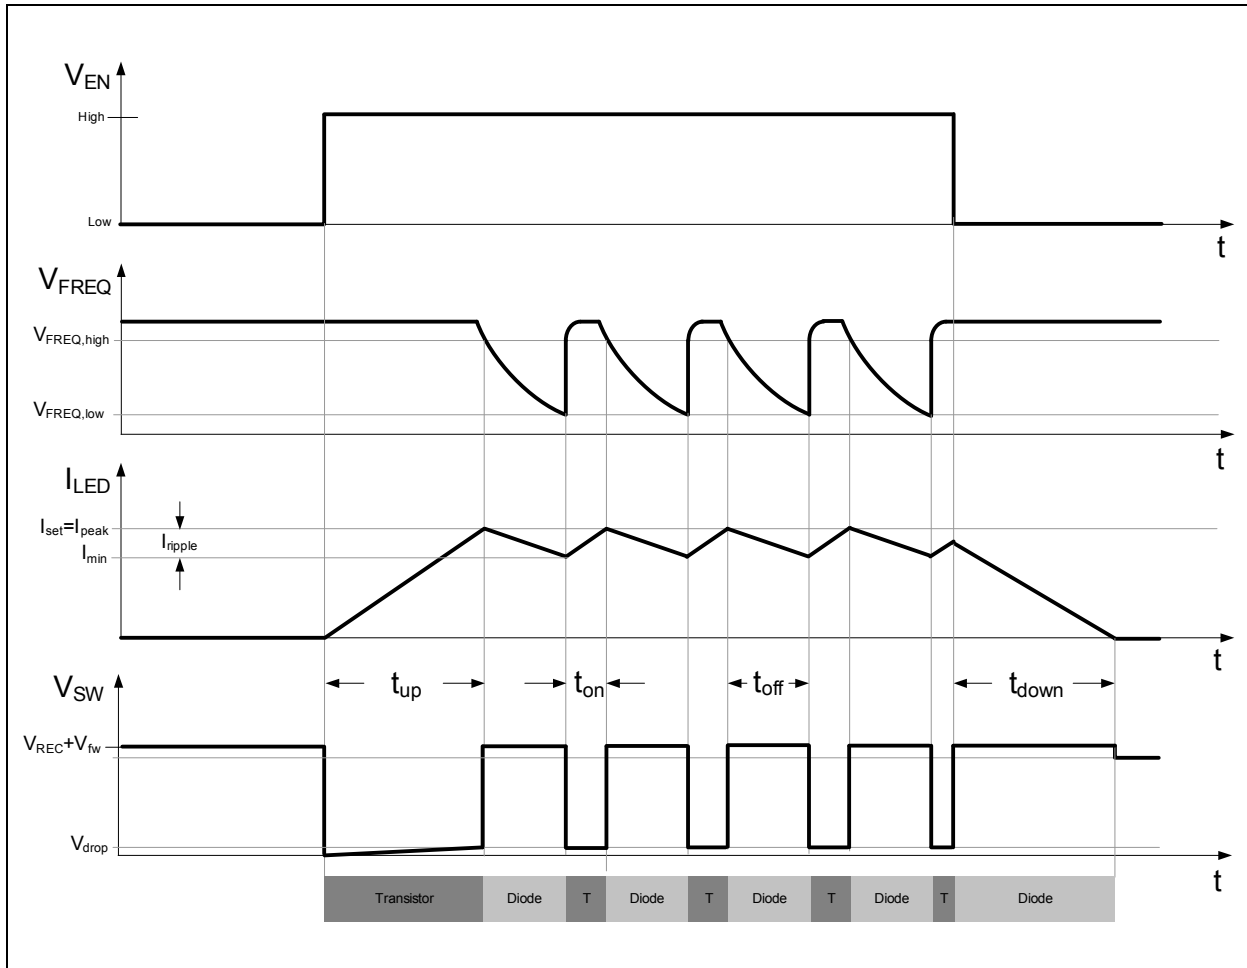 V_EN
High
Low
t
V_FREQ
V_FREQ,high
V_FREQ,low
t
I_LED
I_set=I_peak
I_ripple
I_min
t
V_SW
t_up
t_on
t_off
t_down
V_REC+V_fw
V_drop
t
Transistor Diode T Diode T Diode T Diode T Diode